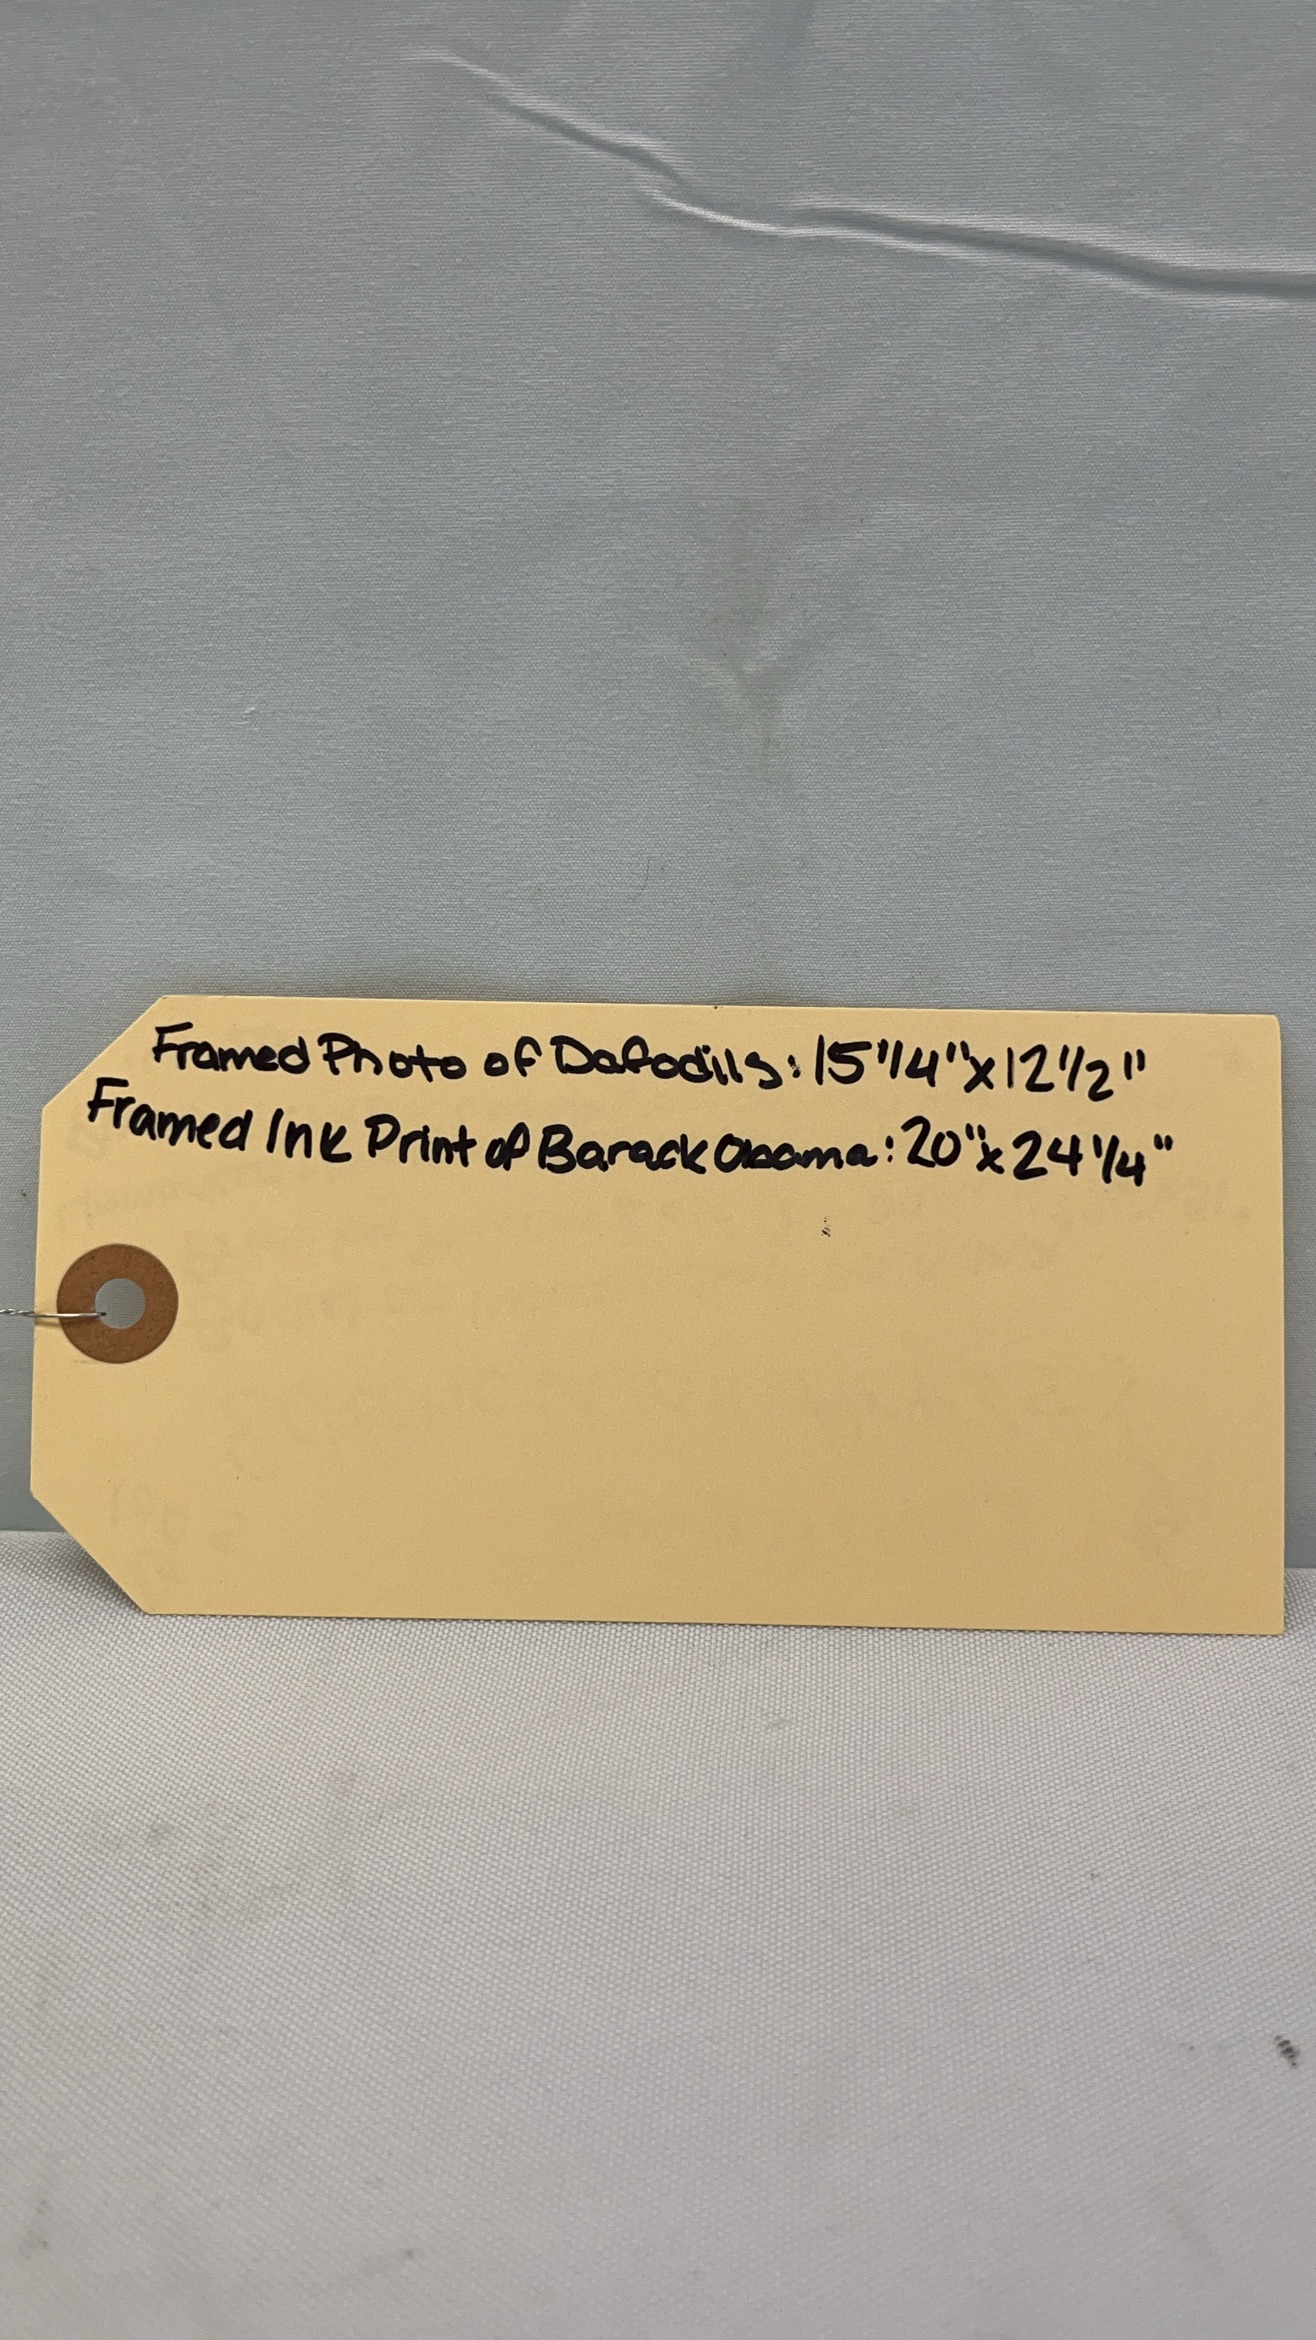 Framed Photo of Dafodills: 15 1/4" x 12 1/2"
Framed Ink Print of Barack Obama: 20" x 24 1/4"